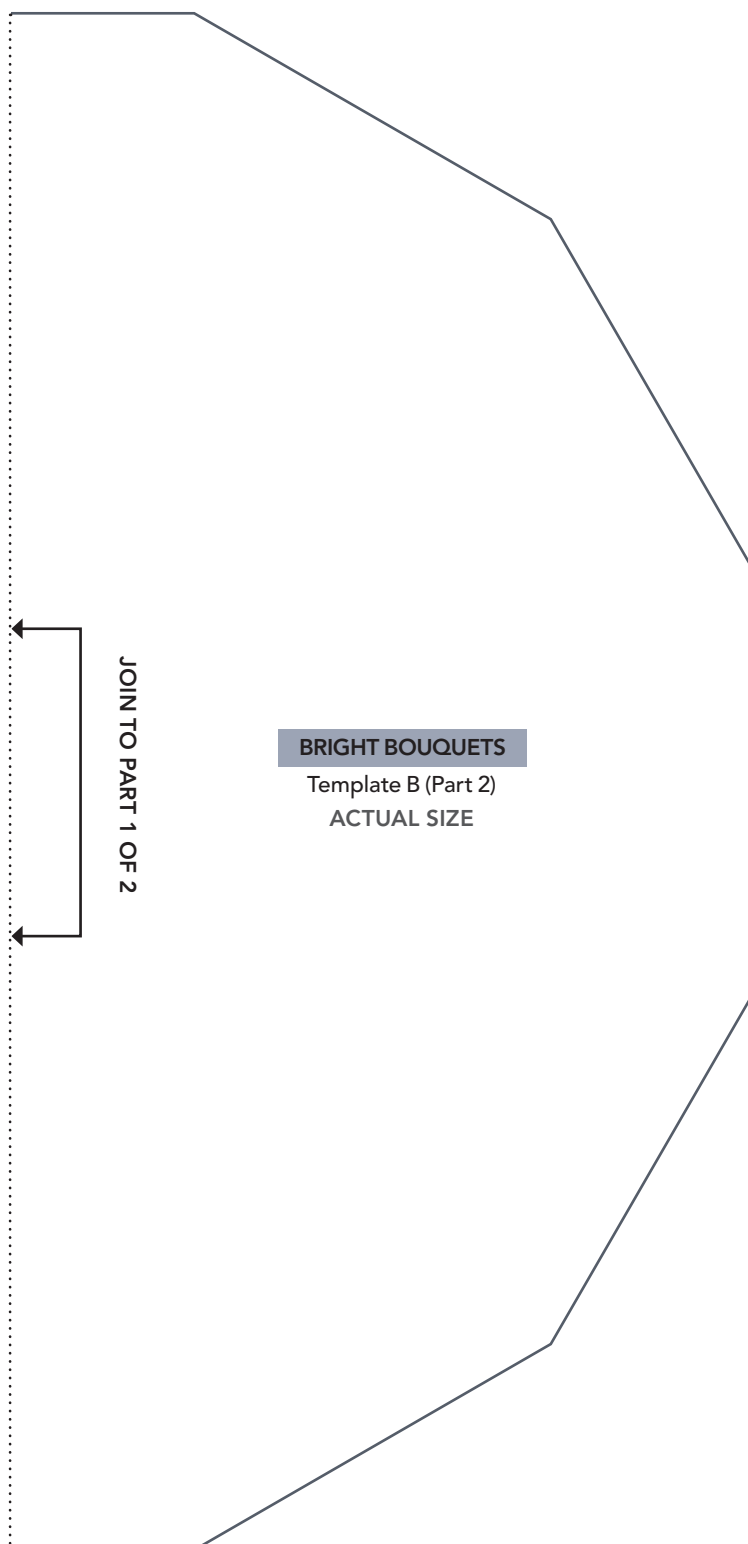 JOIN TO PART 1 OF 2
BRIGHT BOUQUETS
Template B (Part 2)
ACTUAL SIZE